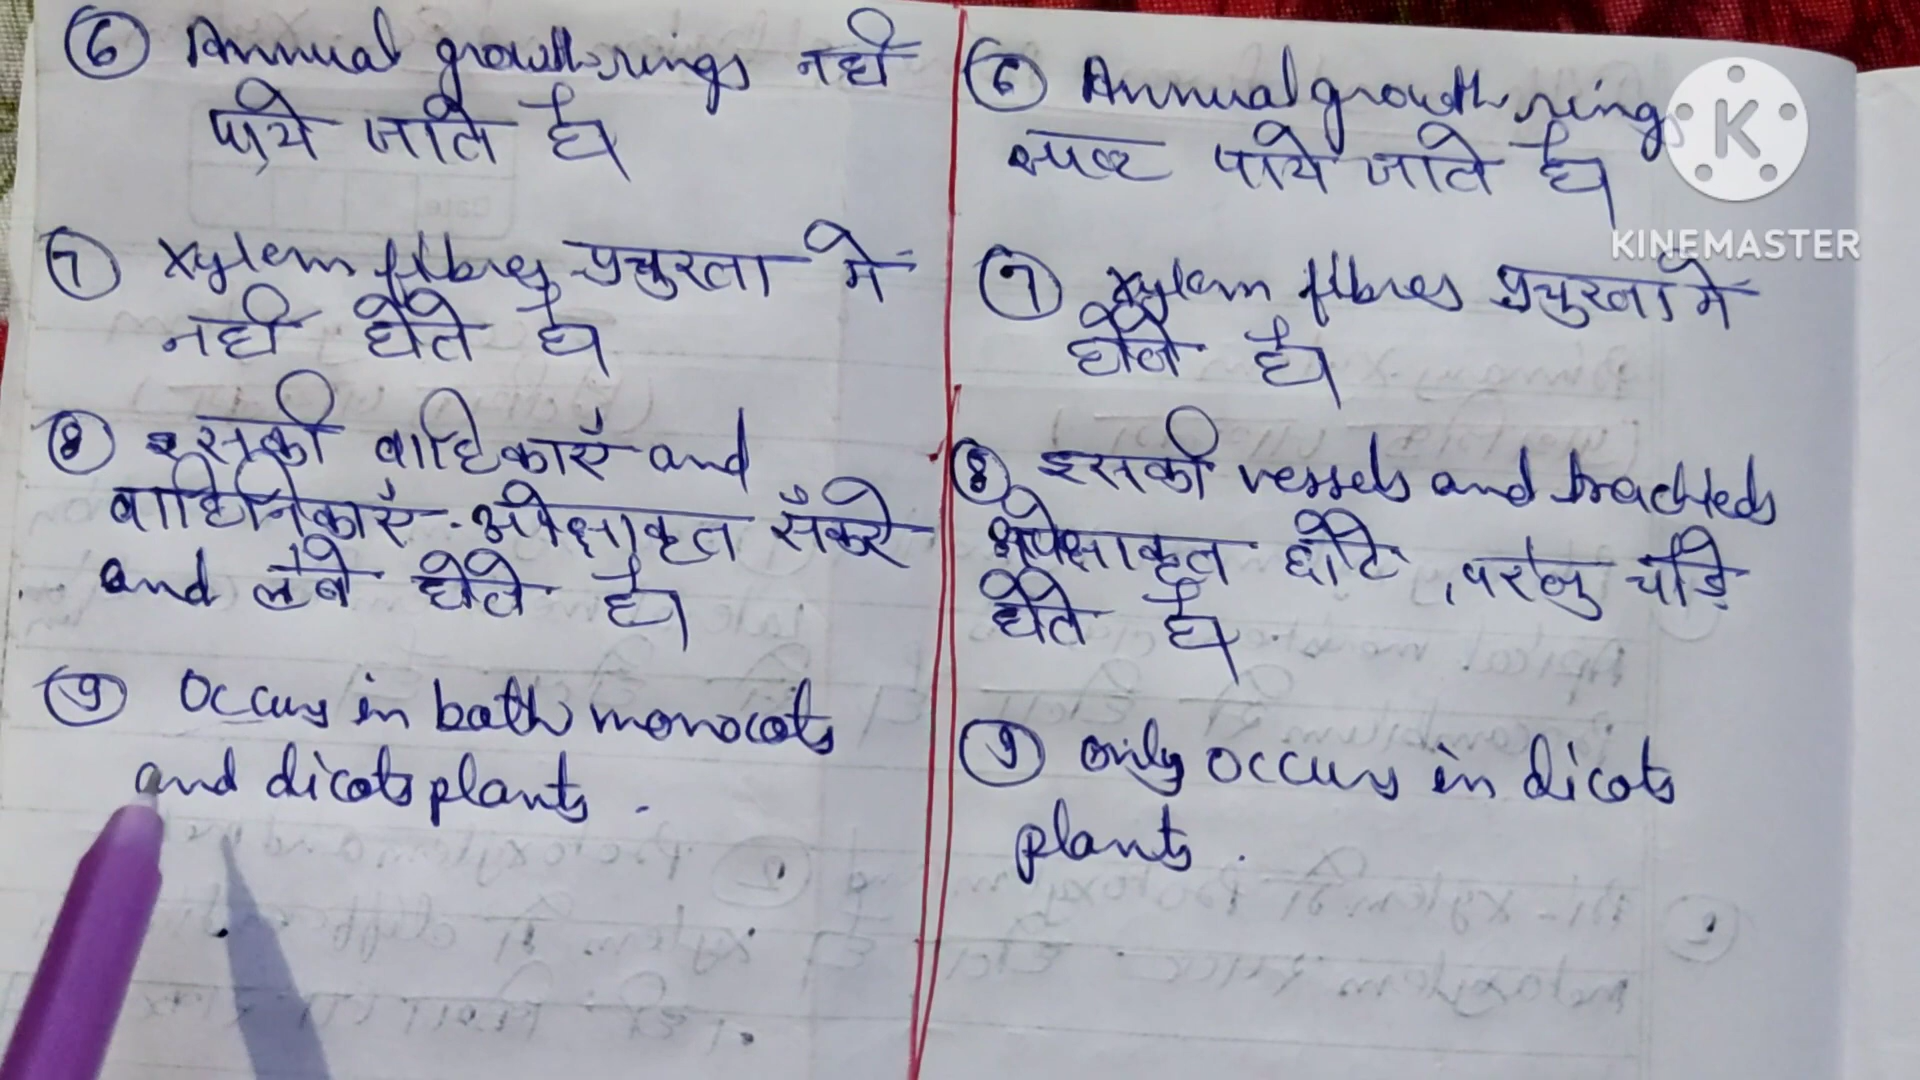 ⑥ Annual growth rings नही
पाये जाते है।
⑦ Xylem fibres प्रचुरता मे
नही होते है।
⑧ इसकी वाहिकाएँ and
वाहिनिकाएँ अपेक्षाकृत सँकरे
and लंबे होते है।
⑨ Occurs in both monocots
and dicots plants.
⑥ Annual growth rings
स्पष्ट पाये जाते है।
⑦ Xylem fibres प्रचुरता मे
होते है।
⑧ इसकी vessels and tracheids
अपेक्षाकृत छोटे, परंतु चौड़े
होते है।
⑨ only occurs in dicots
plants.
KINEMASTER